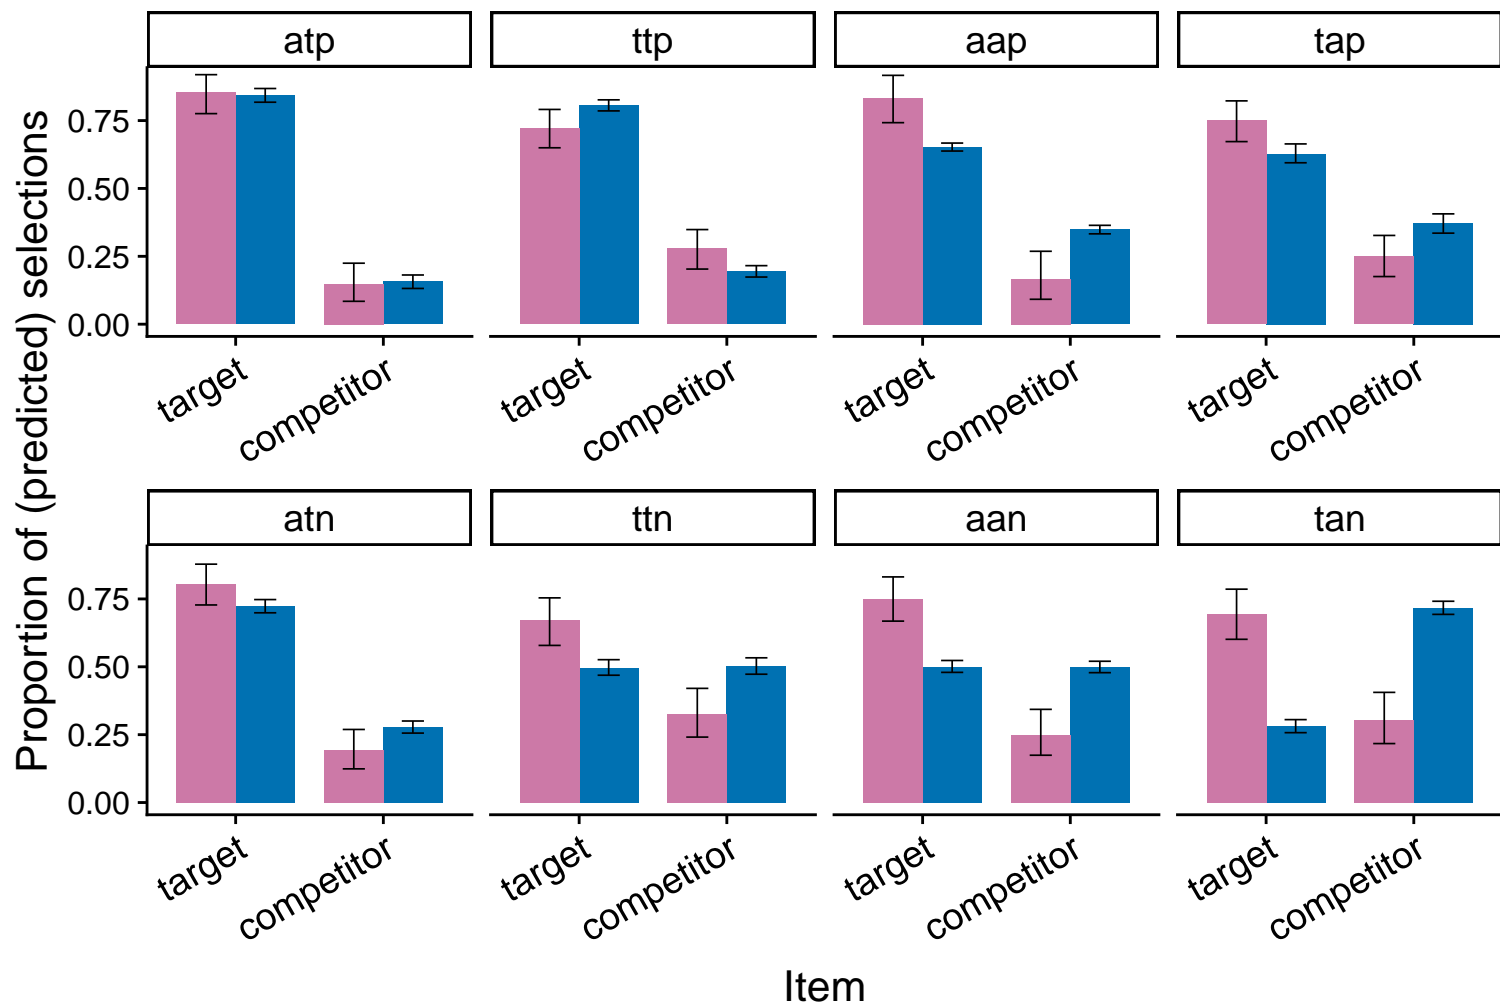 atp ttp aap tap
0.75
0.50
0.25
0.00
target competitor target competitor target competitor target competitor
atn ttn aan tan
0.75
0.50
0.25
0.00
target competitor target competitor target competitor target competitor
Item
Proportion of (predicted) selections